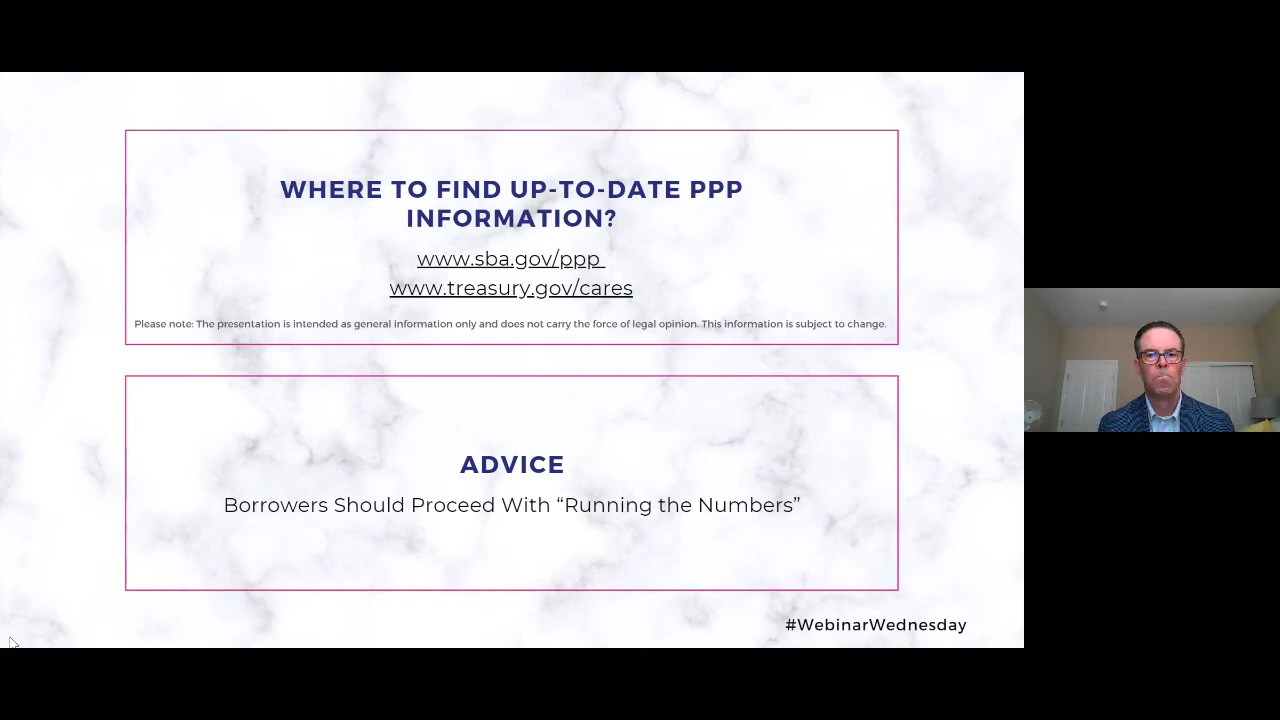 WHERE TO FIND UP-TO-DATE PPP
INFORMATION?
www.sba.gov/ppp
www.treasury.gov/cares
Please note: The presentation is intended as general information only and does not carry the force of legal opinion. This information is subject to change.
ADVICE
Borrowers Should Proceed With “Running the Numbers”
#WebinarWednesday